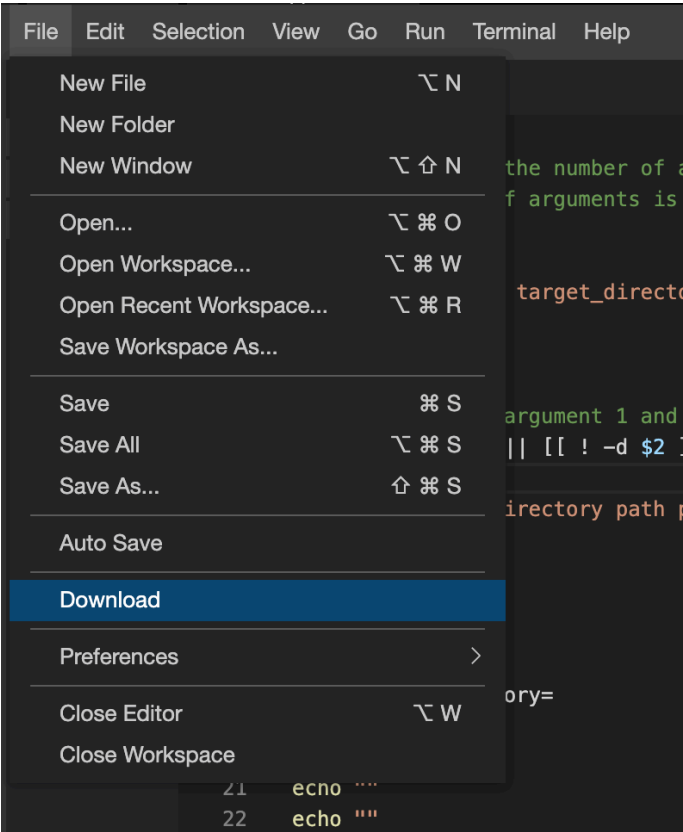 File Edit Selection View Go Run Terminal Help
New File ⌥ N
New Folder
New Window ⌥ ⇧ N
the number of
f arguments is
Open... ⌥ ⌘ O
Open Workspace... ⌥ ⌘ W
Open Recent Workspace... ⌥ ⌘ R
target_directo
Save Workspace As...
Save ⌘ S
argument 1 and
Save All ⌥ ⌘ S
|| [[ ! -d $2 ]
Save As... ⇧ ⌘ S
irectory path
Auto Save
Download
Preferences
ory=
Close Editor ⌥ W
Close Workspace
21 echo ""
22 echo ""